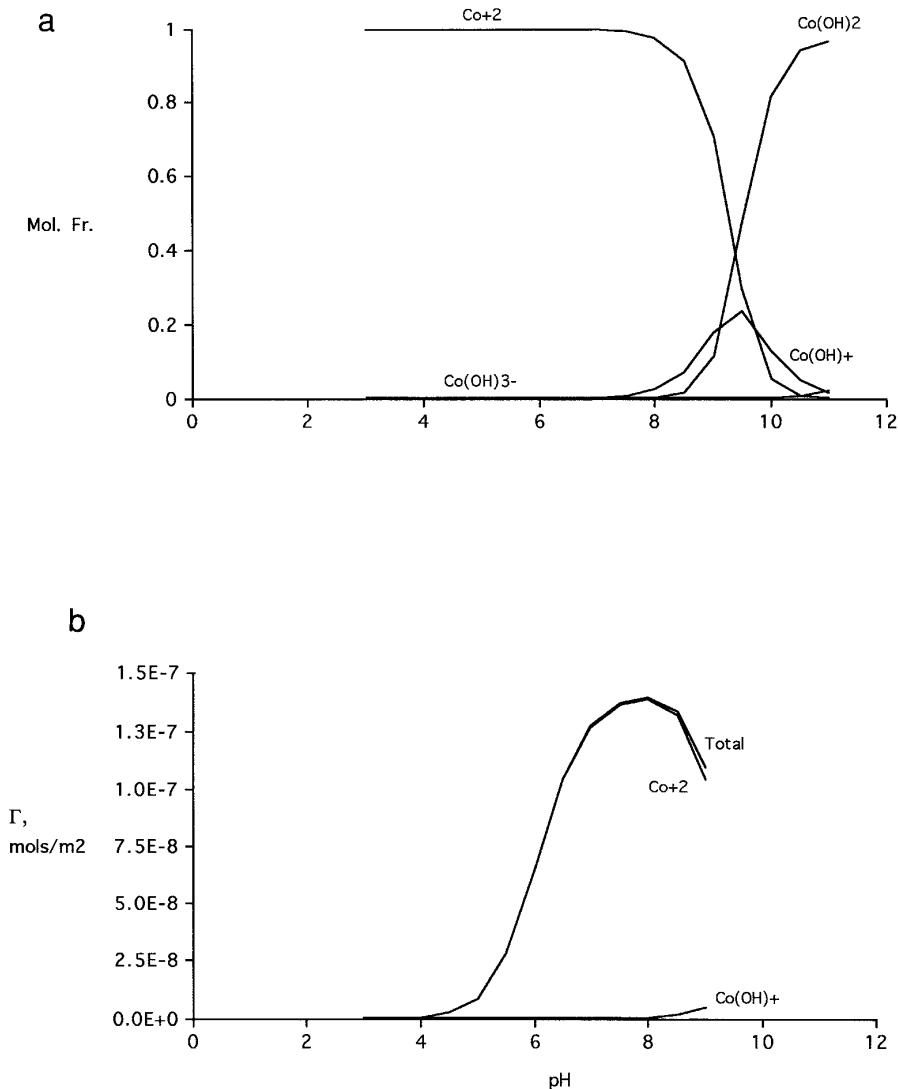 a
Co+2
Co(OH)2
1
0.8
0.6
Mol. Fr.
0.4
0.2
Co(OH)+
Co(OH)3-
0
0 2 4 6 8 10 12
b
1.5E-7
1.3E-7
Total
1.0E-7
Co+2
Γ,
mols/m2
7.5E-8
5.0E-8
2.5E-8
Co(OH)+
0.0E+0
0 2 4 6 8 10 12
pH